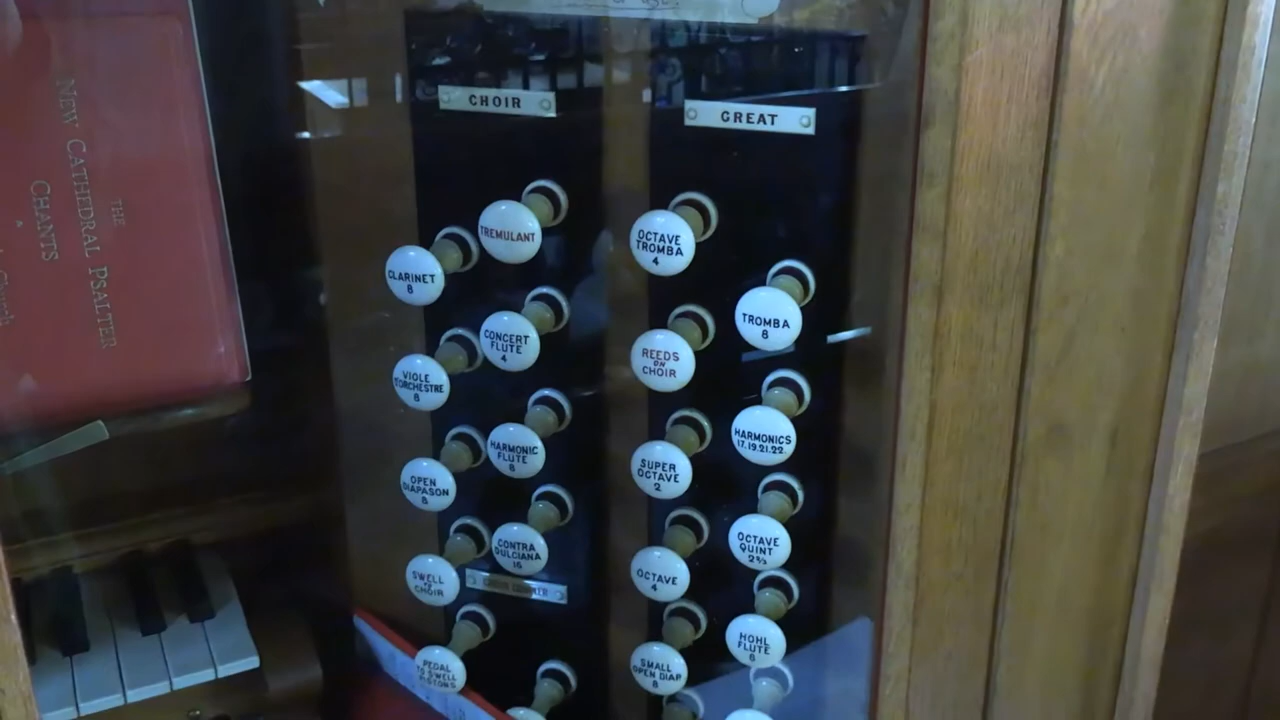 THE
NEW CATHEDRAL PSALTER
CHANTS
Church
CHOIR
TREMULANT
CLARINET
8
CONCERT
FLUTE
4
VIOLE
D'ORCHESTRE
8
HARMONIC
FLUTE
8
OPEN
DIAPASON
8
CONTRA
DULCIANA
16
SWELL
TO
CHOIR
PEDAL
TO SWELL
PISTONS
GREAT
OCTAVE
TROMBA
4
TROMBA
8
REEDS
ON
CHOIR
HARMONICS
17.19.21.22.
SUPER
OCTAVE
2
OCTAVE
QUINT
2⅔
OCTAVE
4
HOHL
FLUTE
8
SMALL
OPEN DIAP
8